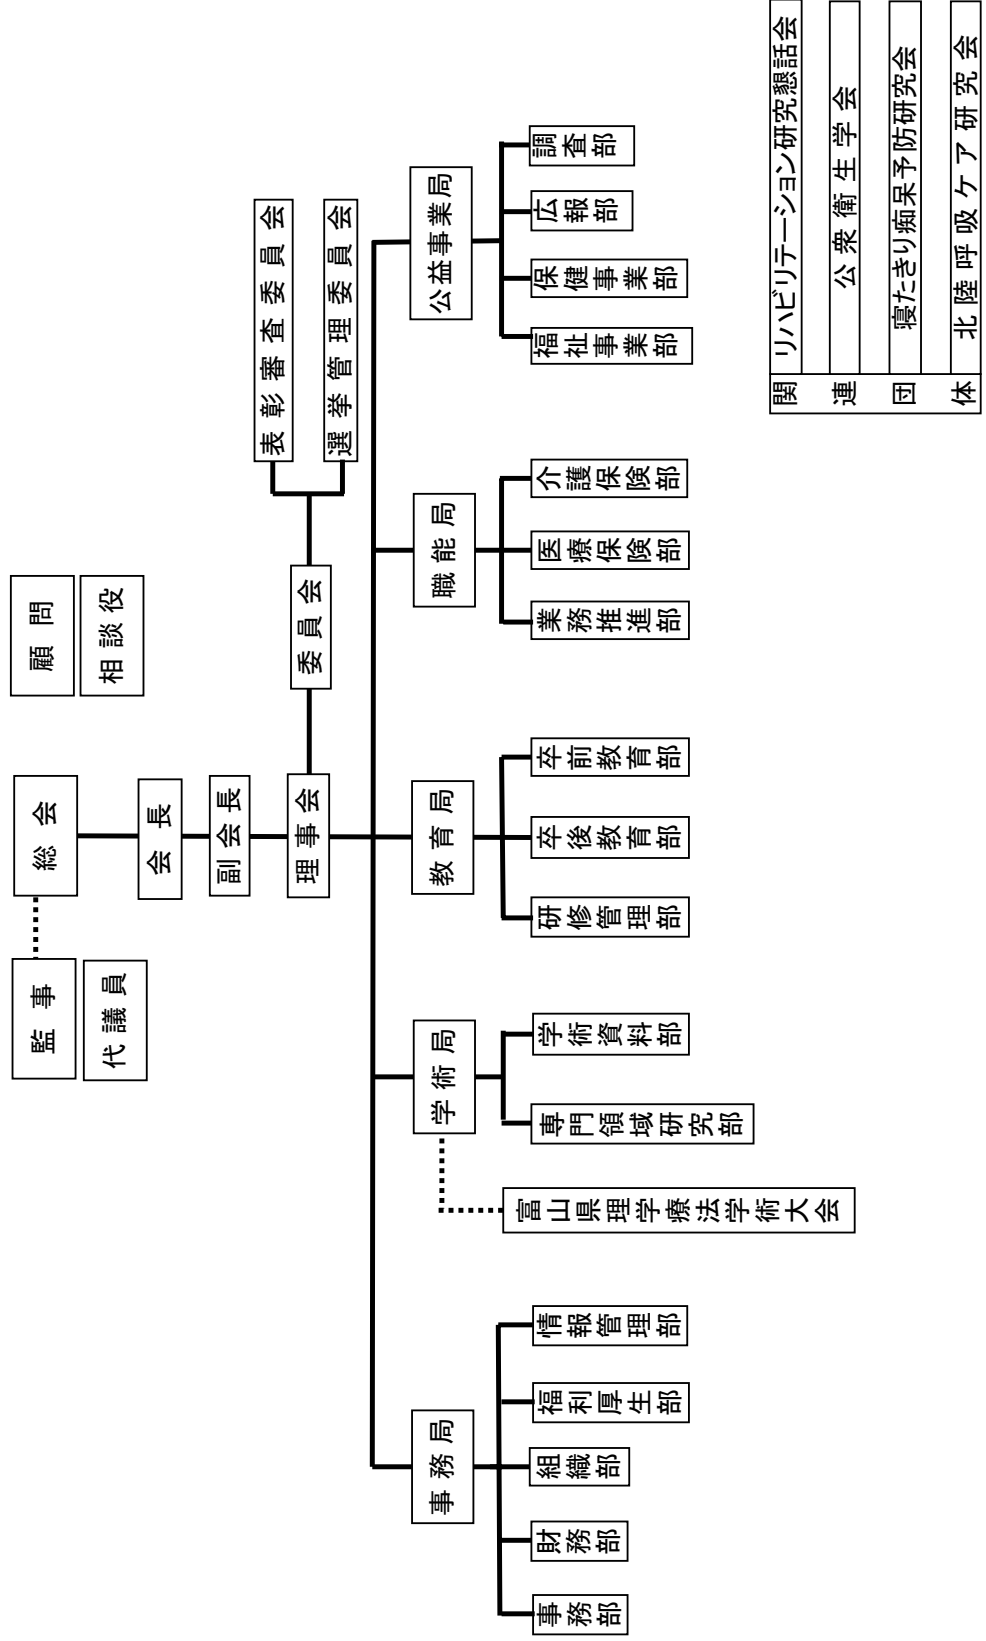 監事
総会
顧問
代議員
相談役
会長
副会長
理事会
委員会
表彰審査委員会
選挙管理委員会
事務局
学術局
教育局
職能局
公益事業局
事務部
財務部
組織部
福利厚生部
情報管理部
富山県理学療法学術大会
専門領域研究部
学術資料部
研修管理部
卒後教育部
卒前教育部
業務推進部
医療保険部
介護保険部
福祉事業部
保健事業部
広報部
調査部
関連団体
リハビリテーション研究懇話会
公衆衛生学会
寝たきり痴呆予防研究会
北陸呼吸ケア研究会